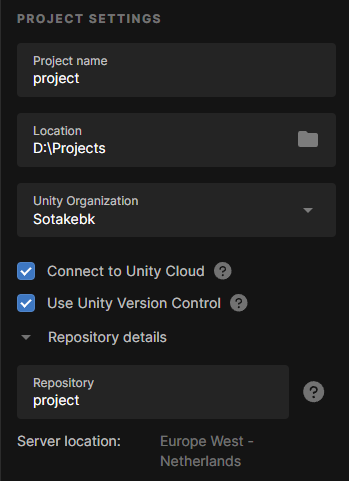 PROJECT SETTINGS
Project name
project
Location
D:\Projects
Unity Organization
Sotakebk
Connect to Unity Cloud ?
Use Unity Version Control ?
Repository details
Repository
project
?
Server location: Europe West -
Netherlands